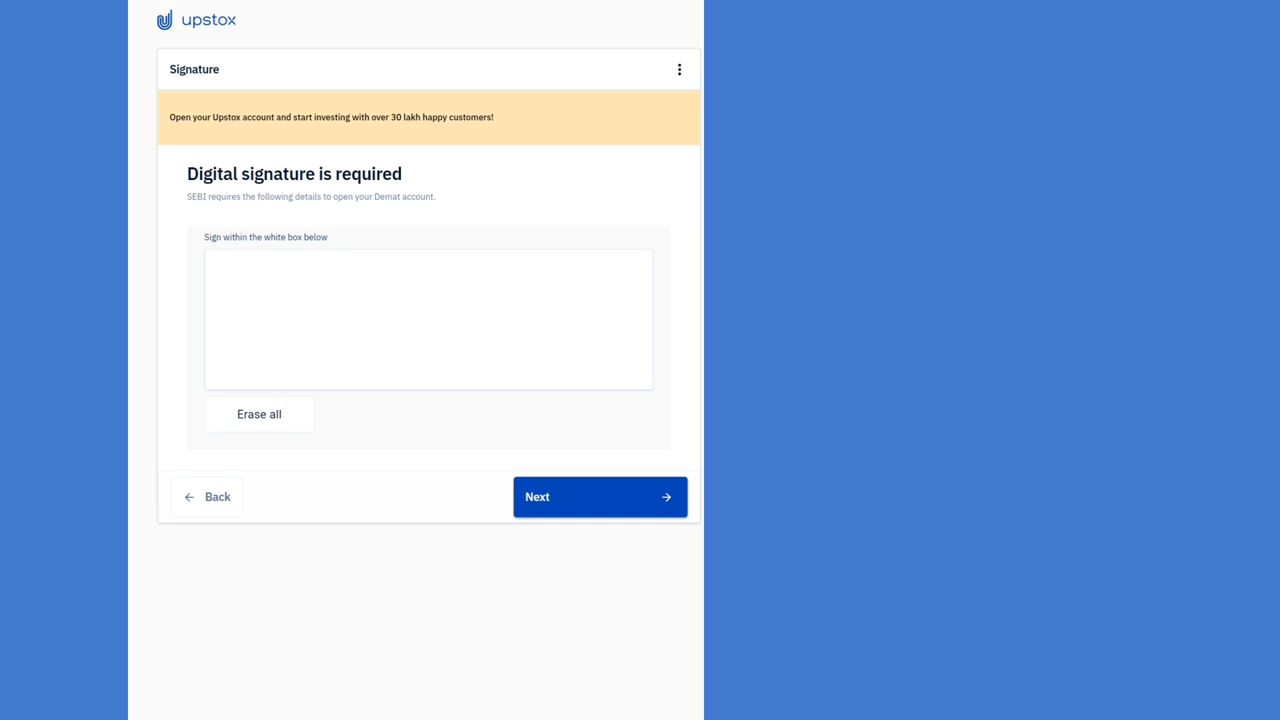 upstox
Signature
Open your Upstox account and start investing with over 30 lakh happy customers!
Digital signature is required
SEBI requires the following details to open your Demat account.
Sign within the white box below
Erase all
Back
Next